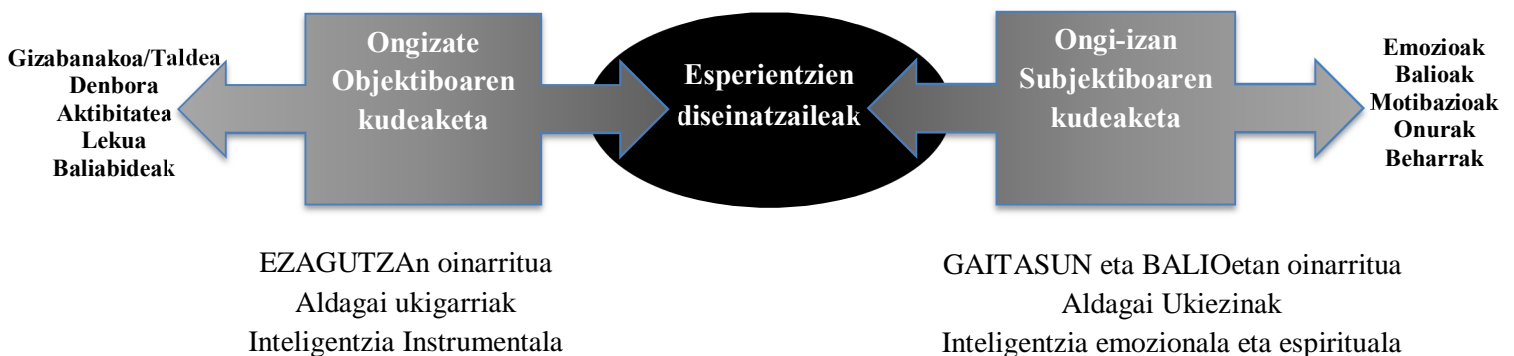 Gizabanakoa/Taldea
Denbora
Aktibitatea
Lekua
Baliabideak
Ongizate
Objektiboaren
kudeaketa
Esperientzien
diseinatzaileak
Ongi-izan
Subjektiboaren
kudeaketa
Emozioak
Balioak
Motibazioak
Onurak
Beharrak
EZAGUTZAn oinarritua
Aldagai ukigarriak
Inteligentzia Instrumentala
GAITASUN eta BALIOetan oinarritua
Aldagai Ukiezinak
Inteligentzia emozionala eta espirituala